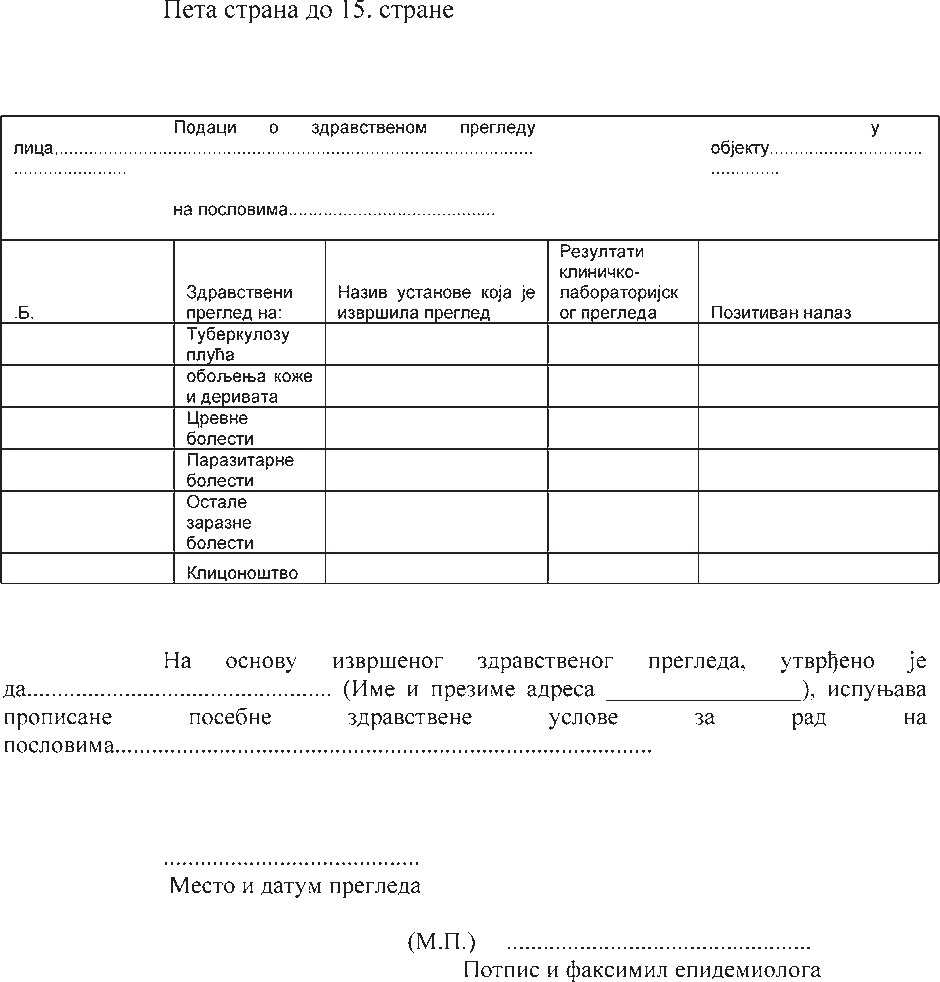 Пета страна до 15. стране
Подаци о здравственом прегледу
лица,.................................................................................................
.......................
у
објекту...............................
..............
на пословима..........................................
.Б.
Здравствени
преглед на:
Назив установе која је
извршила преглед
Резултати
клиничко-
лабораторијск
ог прегледа
Позитиван налаз
Туберкулозу
плућа
обољења коже
и деривата
Цревне
болести
Паразитарне
болести
Остале
заразне
болести
Клицоноштво
На основу извршеног здравственог прегледа, утврђено је
да.................................................. (Име и презиме адреса ________________), испуњава
прописане посебне здравствене услове за рад на
пословима........................................................................................
..........................................
Место и датум прегледа
(М.П.) ..................................................
Потпис и факсимил епидемиолога